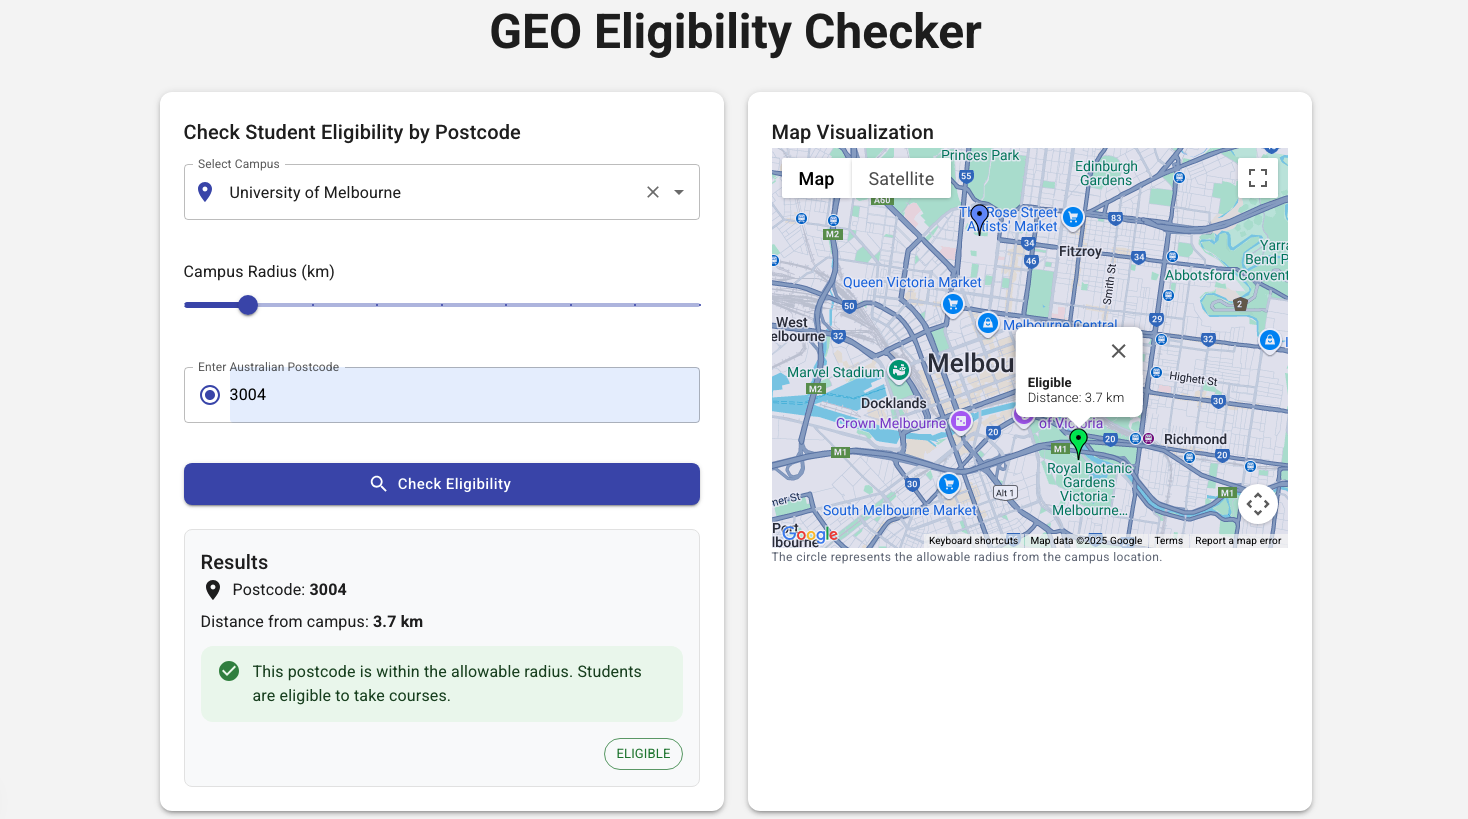 GEO Eligibility Checker
Check Student Eligibility by Postcode
Select Campus
University of Melbourne
Campus Radius (km)
Enter Australian Postcode
3004
Check Eligibility
Results
Postcode: 3004
Distance from campus: 3.7 km
This postcode is within the allowable radius. Students
are eligible to take courses.
ELIGIBLE
Map Visualization
Map
Satellite
Princes Park
55
Edinburgh
Gardens
A60
The Rose Street
Artists' Market
83
M2
34
46
Fitzroy
34
Yarra
Bend P
Abbotsford Convent
Smith St
Queen Victoria Market
50
2
29
West
elbourne
32
Melbourne Central
32
Melbou
Marvel Stadium
M2
Docklands
Highett St
30
Eligible
Distance: 3.7 km
Crown Melbourne
of Victoria
20
20
Richmond
M1
M1
20
Royal Botanic
Gardens
Victoria -
Melbourne...
30
Alt 1
M1
ner St
South Melbourne Market
Port
lbourne
Google
Keyboard shortcuts
Map data ©2025 Google
Terms
Report a map error
The circle represents the allowable radius from the campus location.